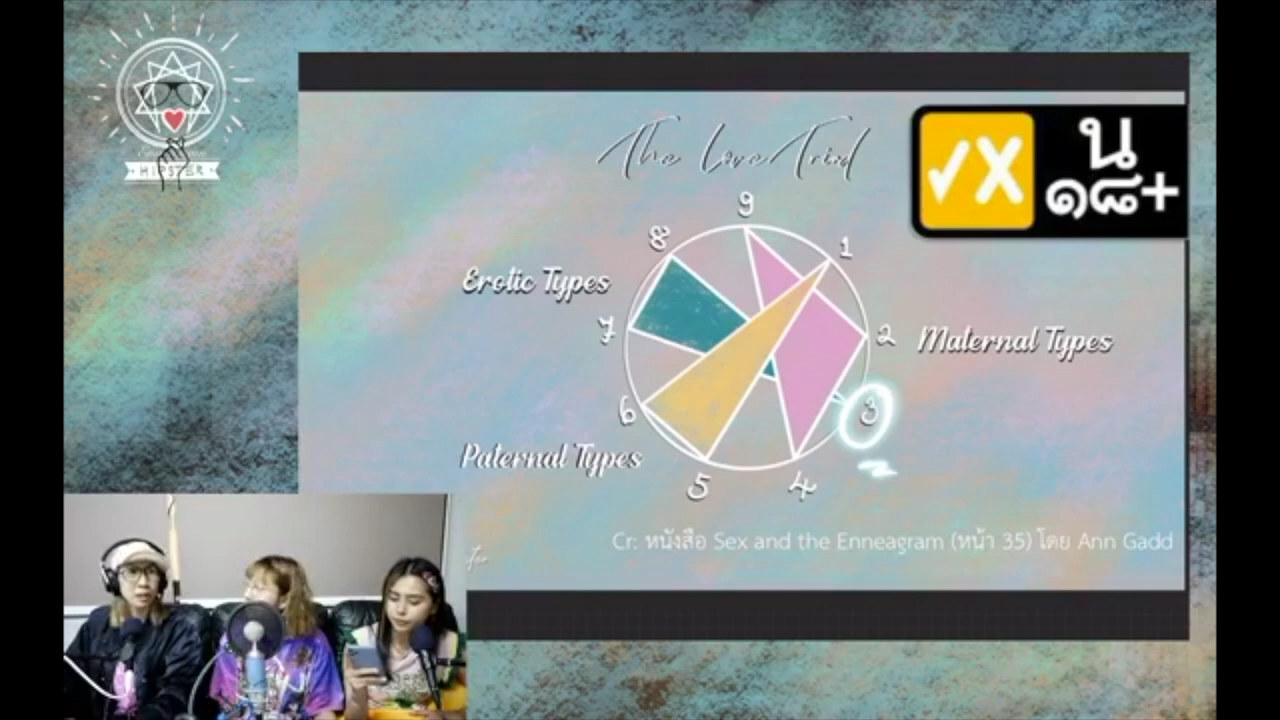 HIPSTER
The Love Triad
✓X
น
๑๘+
9
8
1
Erotic Types
7
2
Maternal Types
3
6
Paternal Types
5
4
Cr: หนังสือ Sex and the Enneagram (หน้า 35) โดย Ann Gadd